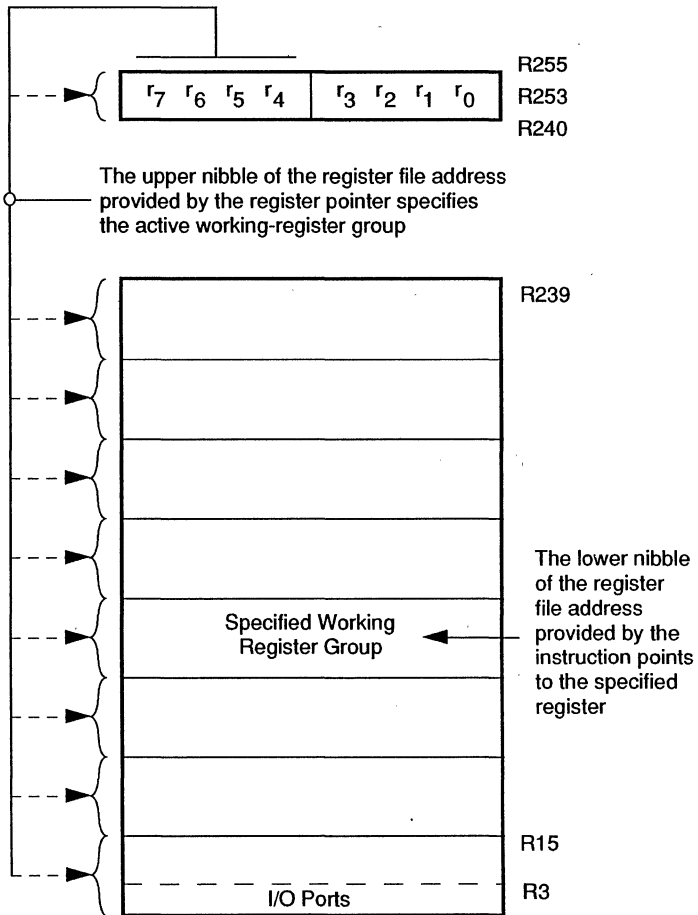 R255
r7 r6 r5 r4 r3 r2 r1 r0
R253
R240
The upper nibble of the register file address
provided by the register pointer specifies
the active working-register group
R239
The lower nibble
of the register
file address
provided by the
instruction points
to the specified
register
Specified Working
Register Group
R15
R3
I/O Ports